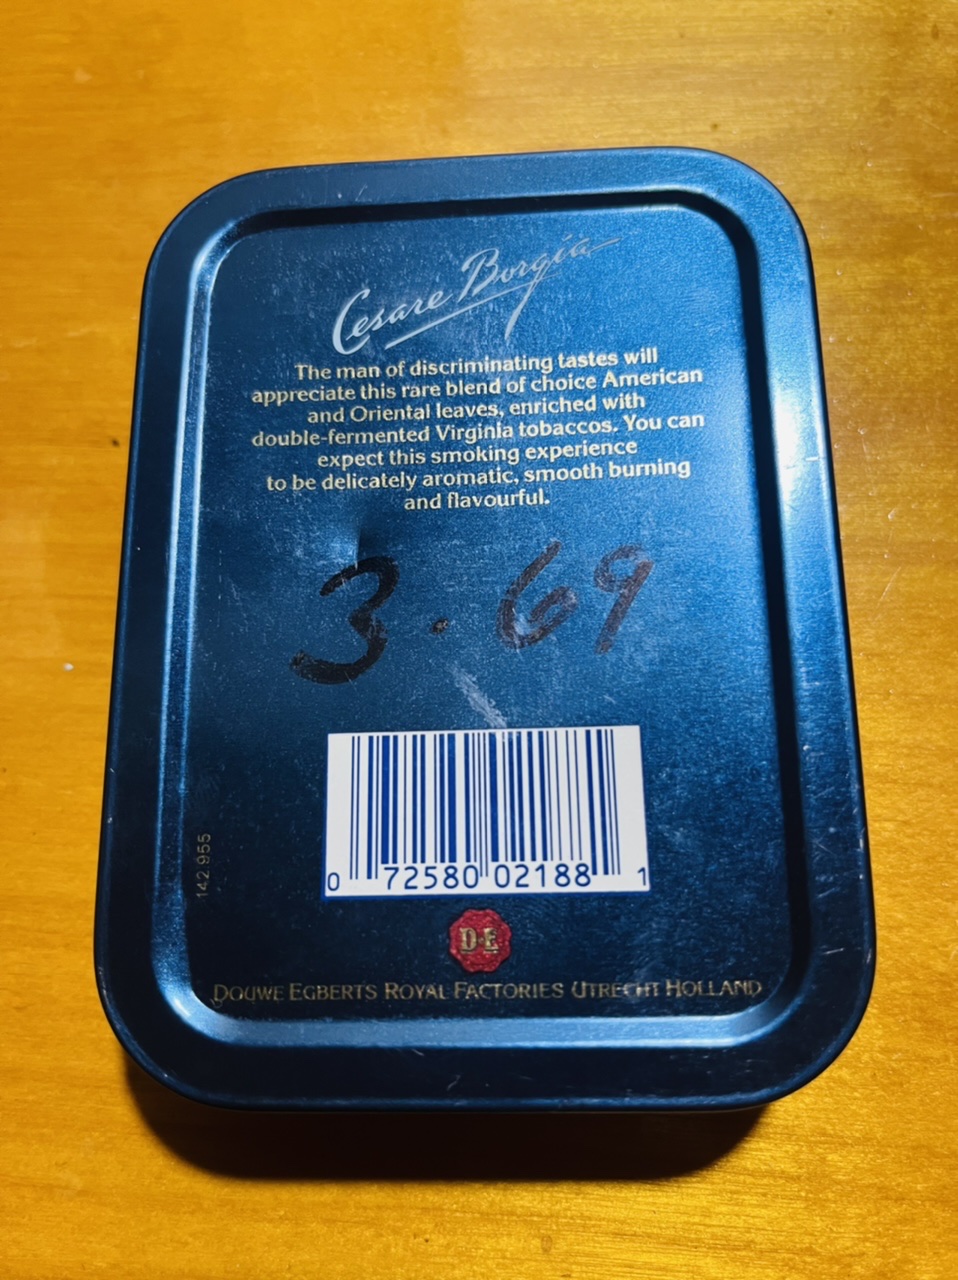 Cesare Borgia
The man of discriminating tastes will
appreciate this rare blend of choice American
and Oriental leaves, enriched with
double-fermented Virginia tobaccos. You can
expect this smoking experience
to be delicately aromatic, smooth burning
and flavourful.
3.69
0 72580 02188 1
142 955
D·E
DOUWE EGBERTS ROYAL FACTORIES UTRECHT HOLLAND